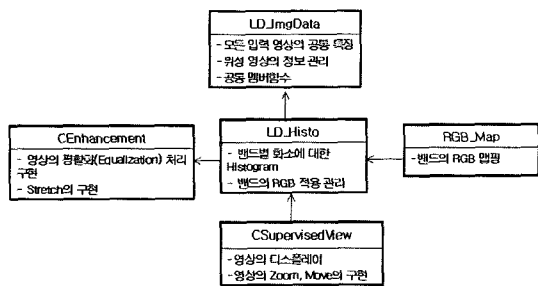 LD_ImgData
- 모든 입력 영상의 공통 특징
- 위성 영상의 정보 관리
- 공통 멤버함수
CEnhancement
- 영상의 평활화(Equalization) 처리
구현
- Stretch의 구현
LD_Histo
- 밴드별 화소에 대한
Histogram
- 밴드의 RGB 적용 관리
RGB_Map
-밴드의 RGB 맵핑
CSupervisedView
-영상의 디스플레이
-영상의 Zoom, Move의 구현